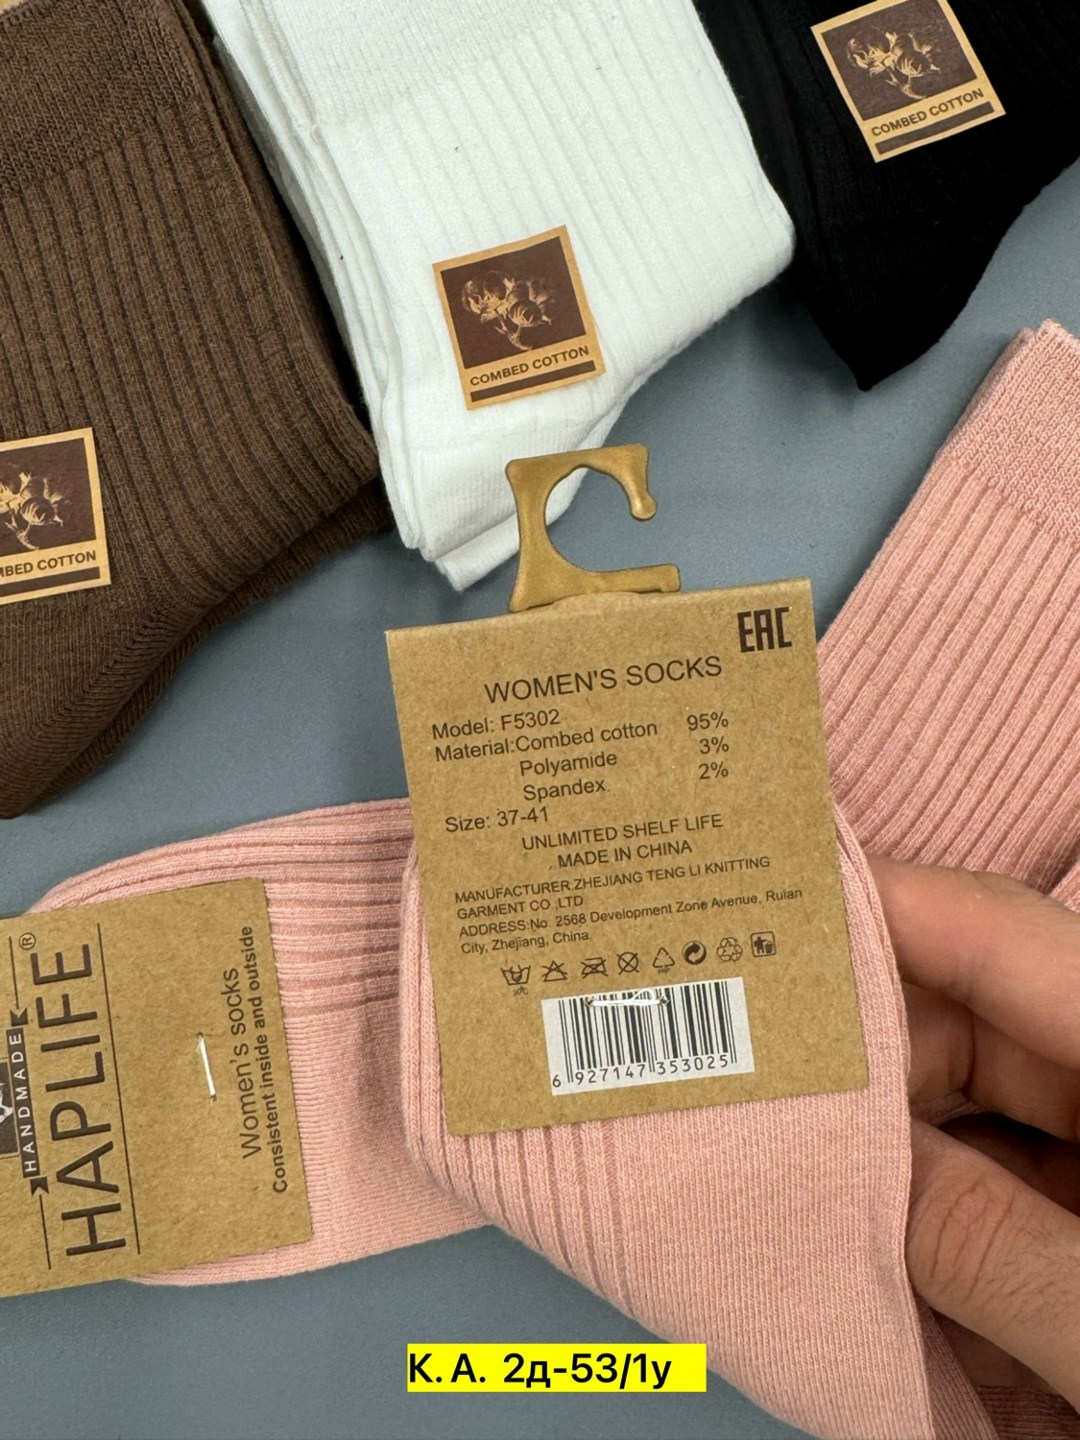 COMBED COTTON
COMBED COTTON
MBED COTTON
EAC
WOMEN'S SOCKS
Model: F5302
Material:Combed cotton 95%
Polyamide 3%
Spandex 2%
Size: 37-41
UNLIMITED SHELF LIFE
MADE IN CHINA
MANUFACTURER:ZHEJIANG TENG LI KNITTING
GARMENT CO.,LTD
ADDRESS:No. 2568 Development Zone Avenue, Ruian
City, Zhejiang, China.
30°C
6 927147 353025
HANDMADE
HAPLIFE®
Women's socks
Consistent inside and outside
К.А. 2д-53/1у